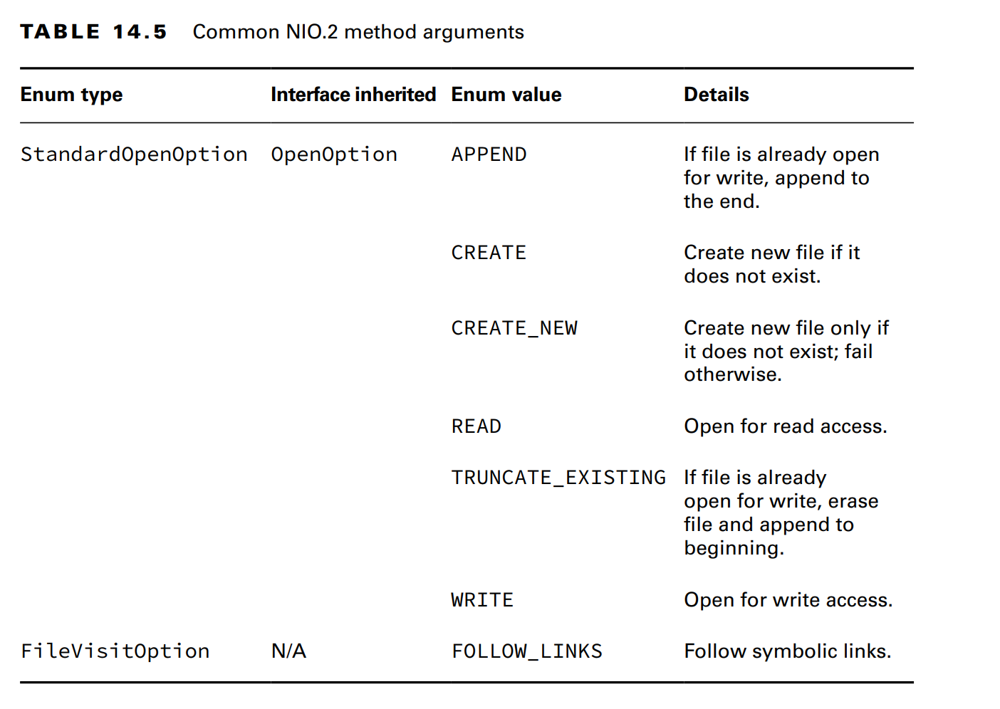 TABLE 14.5 Common NIO.2 method arguments
Enum type Interface inherited Enum value Details
StandardOpenOption OpenOption APPEND If file is already open
for write, append to
the end.
CREATE Create new file if it
does not exist.
CREATE_NEW Create new file only if
it does not exist; fail
otherwise.
READ Open for read access.
TRUNCATE_EXISTING If file is already
open for write, erase
file and append to
beginning.
WRITE Open for write access.
FileVisitOption N/A FOLLOW_LINKS Follow symbolic links.